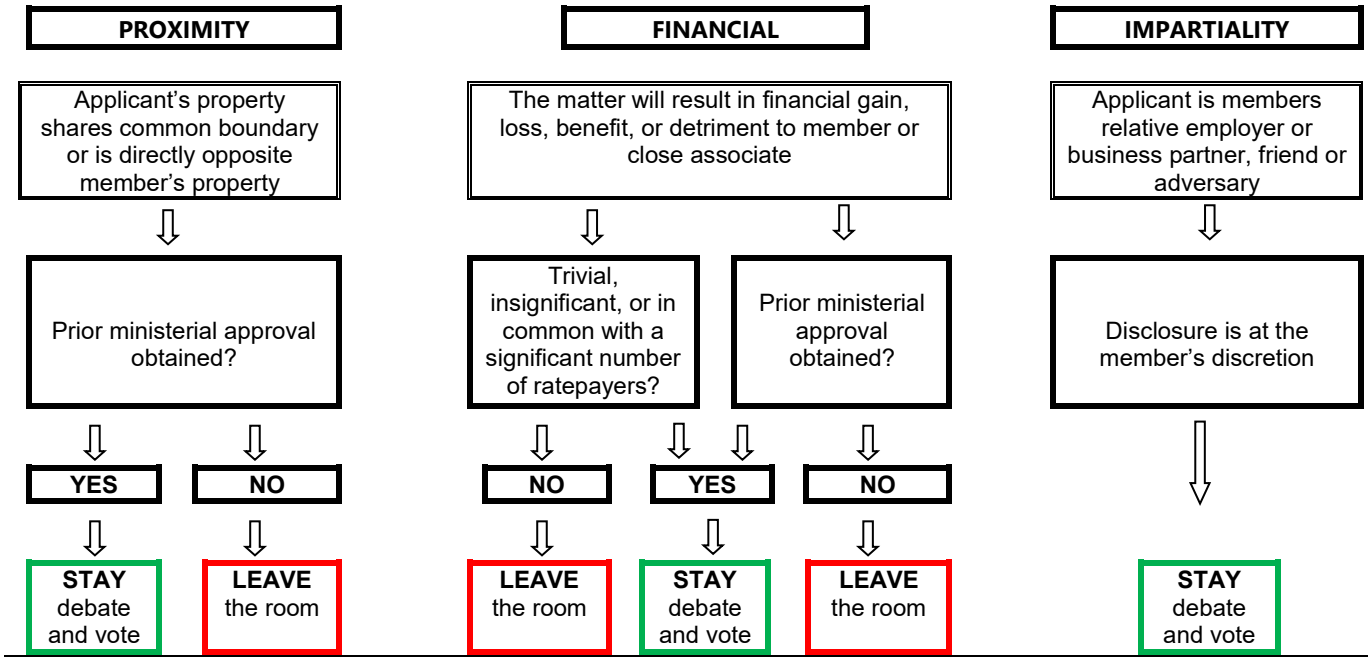 PROXIMITY
FINANCIAL
IMPARTIALITY
Applicant's property
shares common boundary
or is directly opposite
member's property
The matter will result in financial gain,
loss, benefit, or detriment to member or
close associate
Applicant is members
relative employer or
business partner, friend or
adversary
Prior ministerial approval
obtained?
Trivial,
insignificant, or in
common with a
significant number
of ratepayers?
Prior ministerial
approval
obtained?
Disclosure is at the
member's discretion
YES
NO
NO
YES
NO
STAY
debate
and vote
LEAVE
the room
LEAVE
the room
STAY
debate
and vote
LEAVE
the room
STAY
debate
and vote